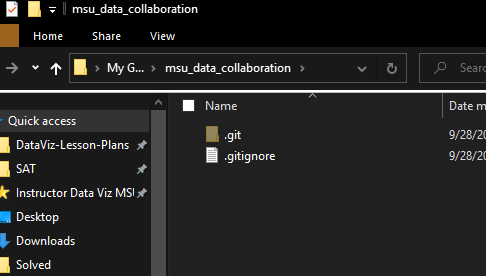 msu_data_collaboration
Home Share View
My G... msu_data_collaboration Searc
Name Date m
Quick access
.git 9/28/20
DataViz-Lesson-Plans
.gitignore 9/28/20
SAT
Instructor Data Viz MSU
Desktop
Downloads
Solved